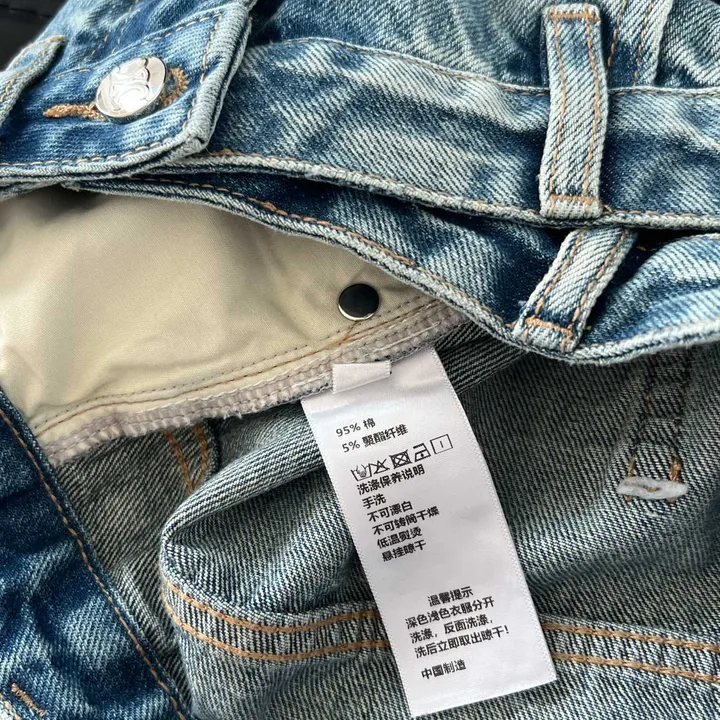 95% 棉
5% 聚酯纤维
洗涤保养说明
手洗
不可漂白
不可转筒干燥
低温熨烫
悬挂晾干
温馨提示
深色浅色衣服分开
洗涤，反面洗涤，
洗后立即取出晾干！
中国制造